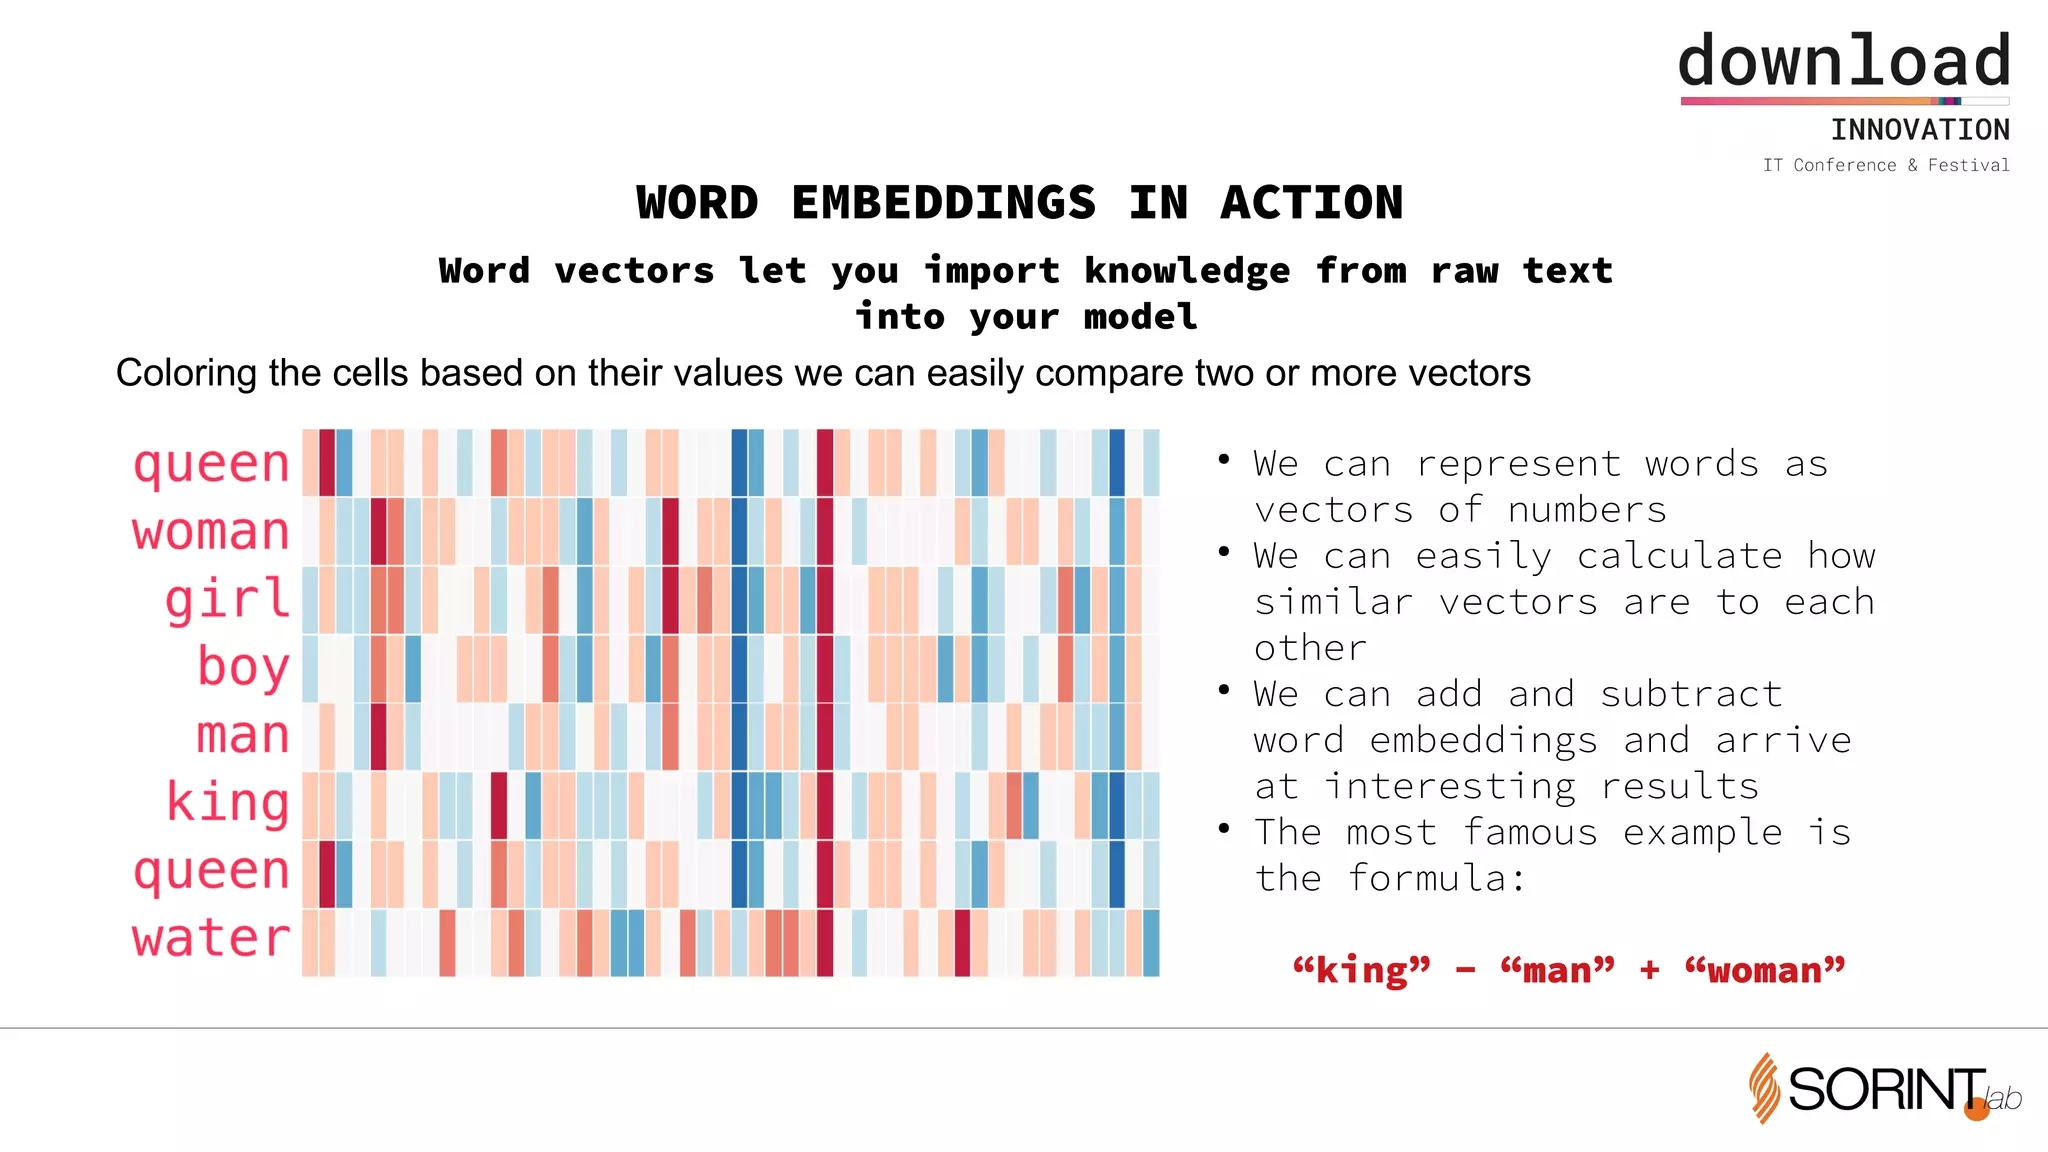 download
INNOVATION
IT Conference & Festival
WORD EMBEDDINGS IN ACTION
Word vectors let you import knowledge from raw text
into your model
Coloring the cells based on their values we can easily compare two or more vectors
queen
woman
girl
boy
man
king
queen
water
• We can represent words as
vectors of numbers
• We can easily calculate how
similar vectors are to each
other
• We can add and subtract
word embeddings and arrive
at interesting results
• The most famous example is
the formula:
“king” - “man” + “woman”
SORINT.lab